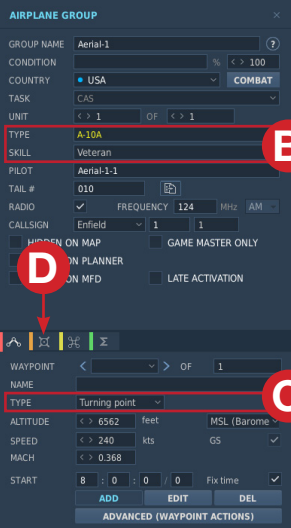 AIRPLANE GROUP ×
GROUP NAME Aerial-1 ?
CONDITION % < > 100
COUNTRY USA COMBAT
TASK CAS
UNIT < > 1 OF < > 1
TYPE A-10A
B
SKILL Veteran
PILOT Aerial-1-1
TAIL # 010
RADIO FREQUENCY 124 MHz AM
CALLSIGN Enfield 1 1
HIDDEN ON MAP GAME MASTER ONLY
D ON PLANNER
ON MFD LATE ACTIVATION
Σ
WAYPOINT < > OF 1
NAME
C
TYPE Turning point
ALTITUDE < > 6562 feet MSL (Barome
SPEED < > 240 kts GS
MACH < > 0.368
START 8 : 0 : 0 / 0 Fix time
ADD EDIT DEL
ADVANCED (WAYPOINT ACTIONS)